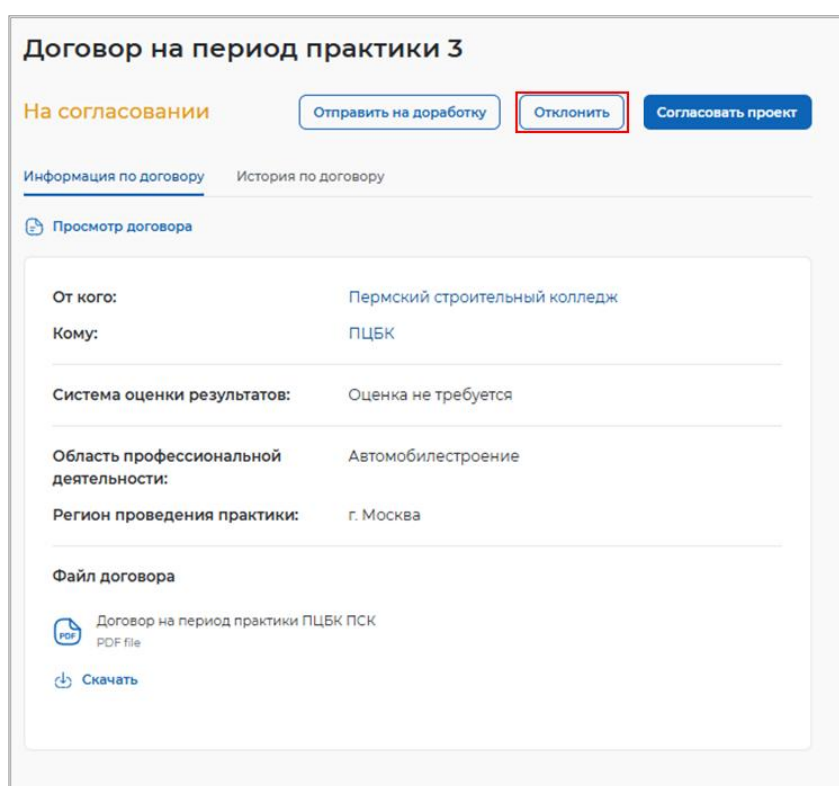 Договор на период практики 3
На согласовании
Отправить на доработку
Отклонить
Согласовать проект
Информация по договору
История по договору
Просмотр договора
От кого: Пермский строительный колледж
Кому: ПЦБК
Система оценки результатов: Оценка не требуется
Область профессиональной Автомобилестроение
деятельности:
Регион проведения практики: г. Москва
Файл договора
Договор на период практики ПЦБК ПСК
PDF
PDF file
Скачать